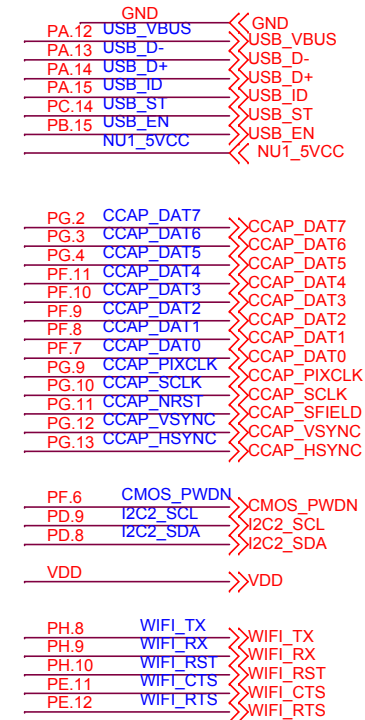 GND GND
PA.12 USB_VBUS USB_VBUS
PA.13 USB_D- USB_D-
PA.14 USB_D+ USB_D+
PA.15 USB_ID USB_ID
PC.14 USB_ST USB_ST
PB.15 USB_EN USB_EN
NU1_5VCC NU1_5VCC
PG.2 CCAP_DAT7 CCAP_DAT7
PG.3 CCAP_DAT6 CCAP_DAT6
PG.4 CCAP_DAT5 CCAP_DAT5
PF.11 CCAP_DAT4 CCAP_DAT4
PF.10 CCAP_DAT3 CCAP_DAT3
PF.9 CCAP_DAT2 CCAP_DAT2
PF.8 CCAP_DAT1 CCAP_DAT1
PF.7 CCAP_DAT0 CCAP_DAT0
PG.9 CCAP_PIXCLK CCAP_PIXCLK
PG.10 CCAP_SCLK CCAP_SCLK
PG.11 CCAP_NRST CCAP_SFIELD
PG.12 CCAP_VSYNC CCAP_VSYNC
PG.13 CCAP_HSYNC CCAP_HSYNC
PF.6 CMOS_PWDN CMOS_PWDN
PD.9 I2C2_SCL I2C2_SCL
PD.8 I2C2_SDA I2C2_SDA
VDD VDD
PH.8 WIFI_TX WIFI_TX
PH.9 WIFI_RX WIFI_RX
PH.10 WIFI_RST WIFI_RST
PE.11 WIFI_CTS WIFI_CTS
PE.12 WIFI_RTS WIFI_RTS